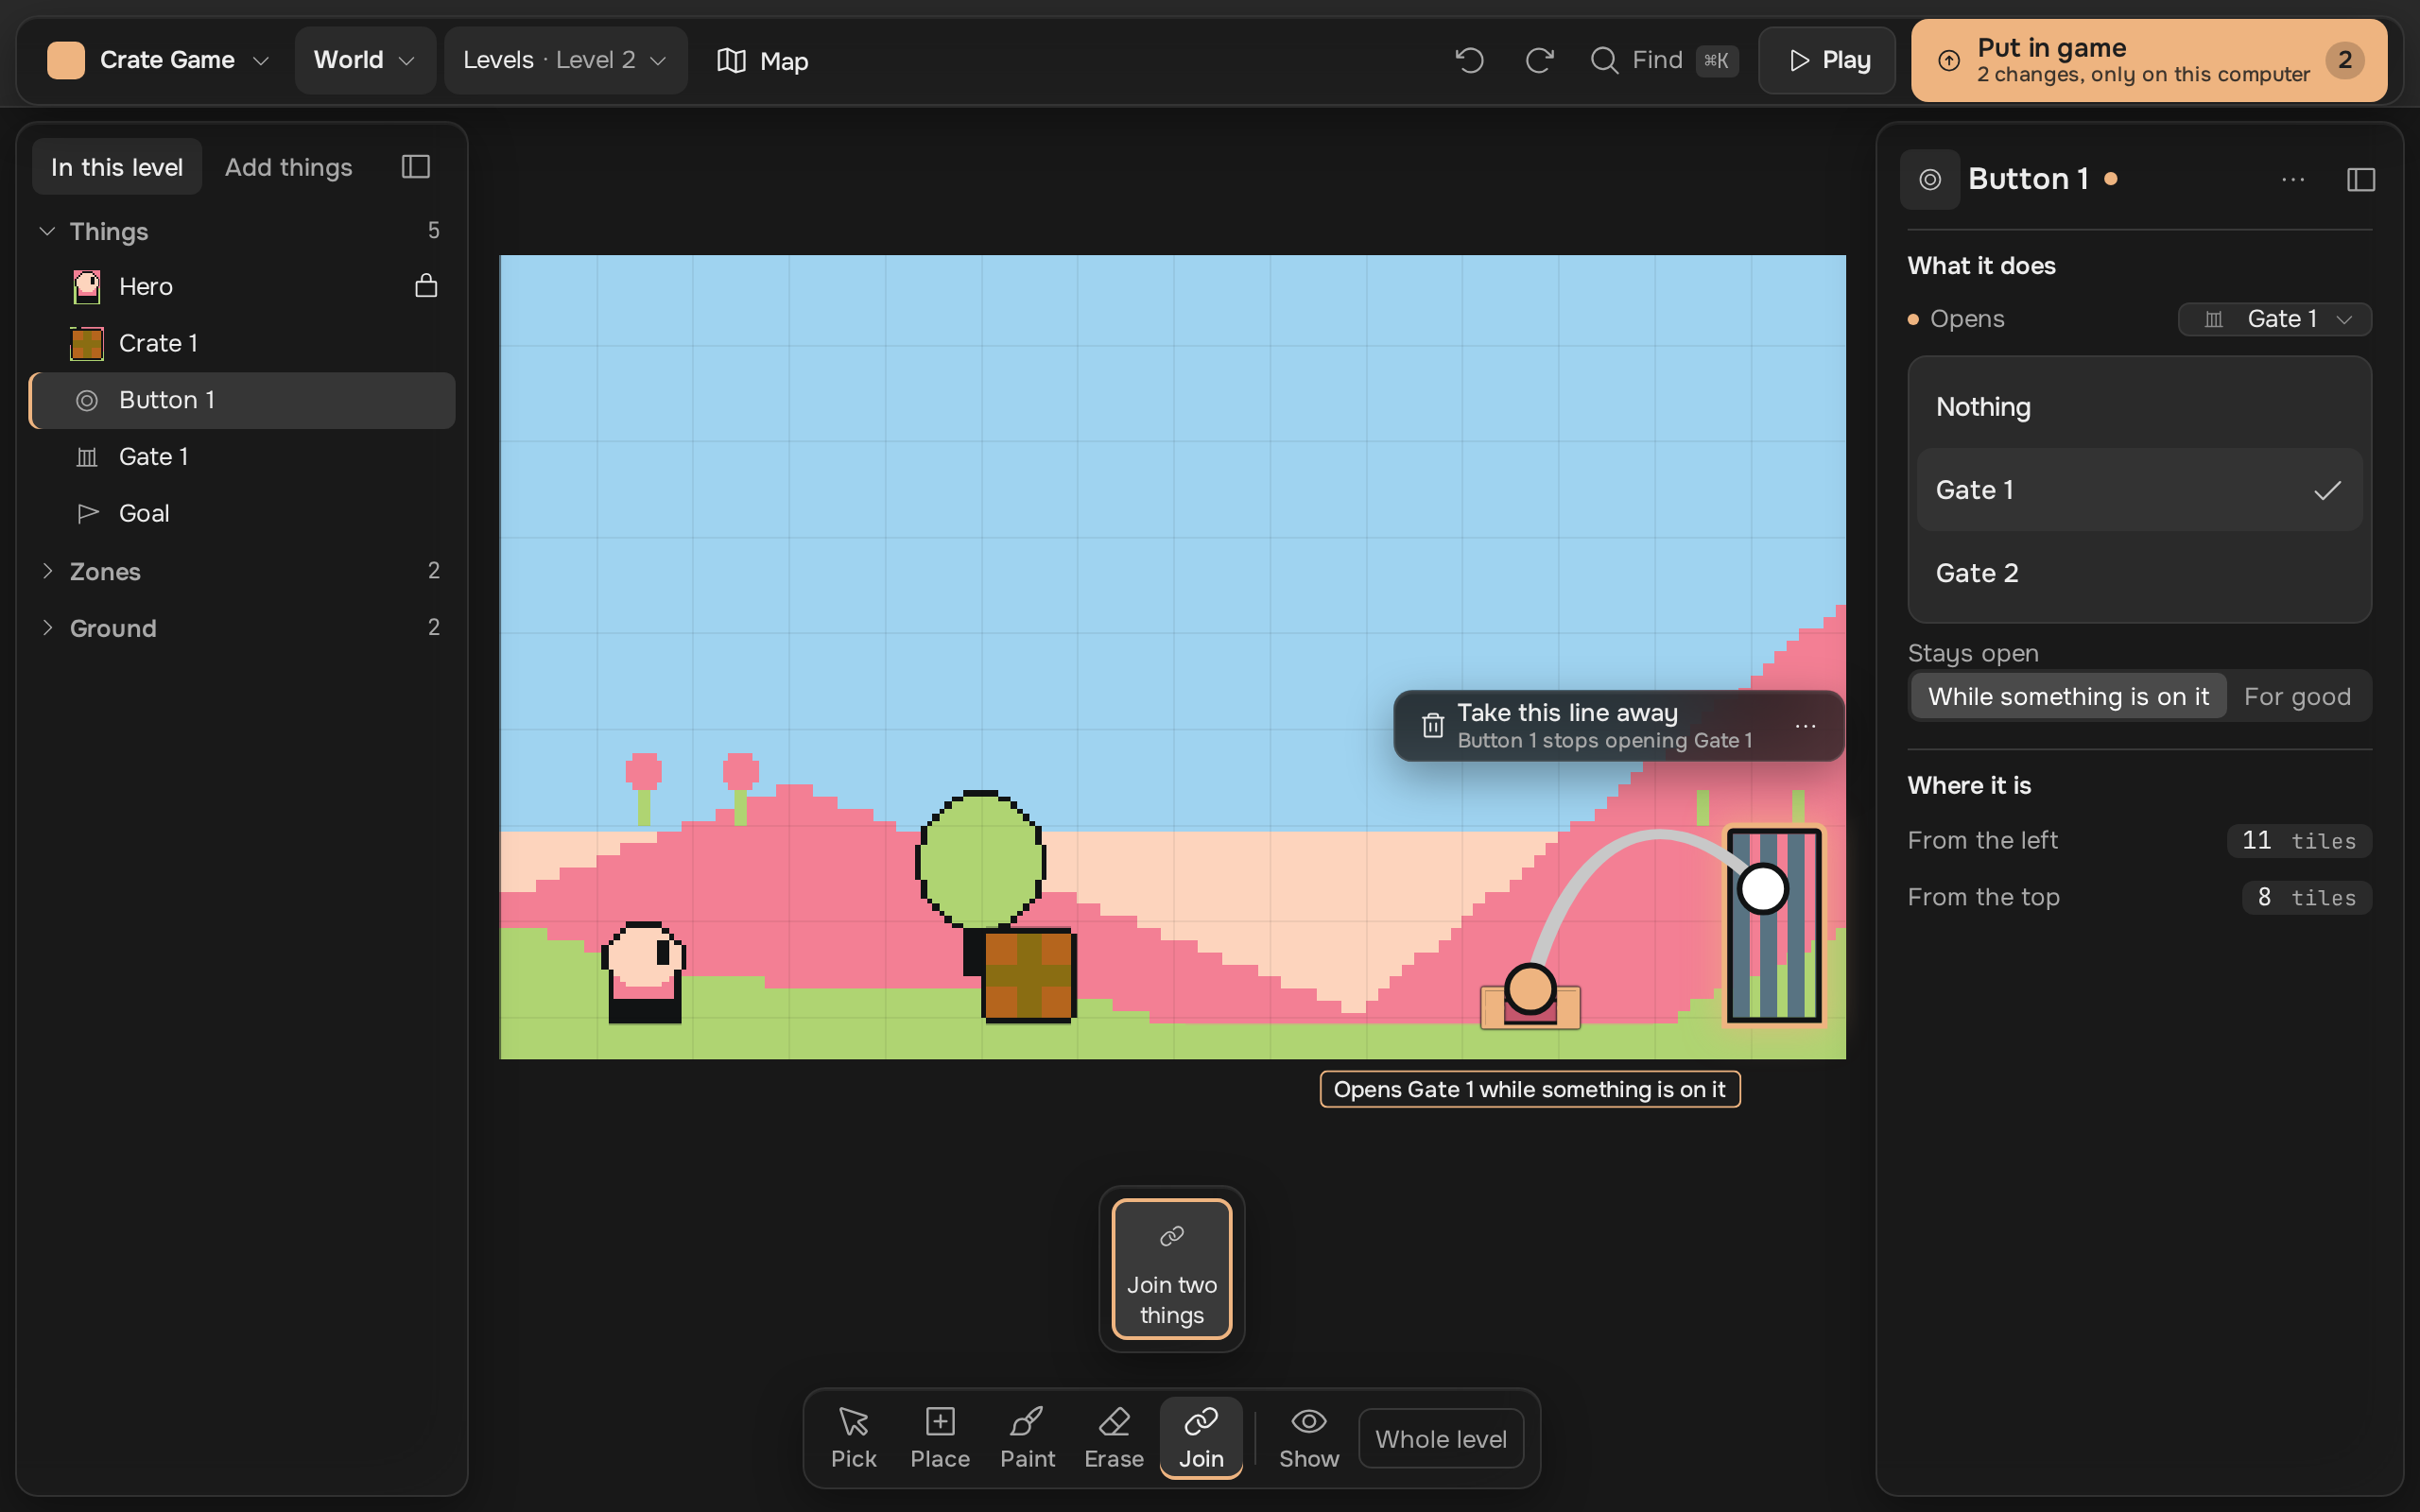 Crate Game
World
Levels · Level 2
Map
Find ⌘K
Play
Put in game
2 changes, only on this computer
2
In this level
Add things
Things 5
Hero
Crate 1
Button 1
Gate 1
Goal
Zones 2
Ground 2
Take this line away
Button 1 stops opening Gate 1
Opens Gate 1 while something is on it
Join two
things
Pick
Place
Paint
Erase
Join
Show
Whole level
Button 1
What it does
Opens Gate 1
Nothing
Gate 1
Gate 2
Stays open
While something is on it For good
Where it is
From the left 11 tiles
From the top 8 tiles